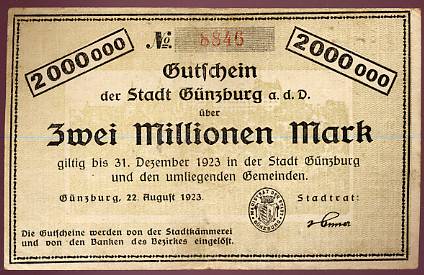 2000000
No. 8846
2000000
Gutschein
der Stadt Günzburg a.d.D.
über
Zwei Millionen Mark
giltig bis 31. Dezember 1923 in der Stadt Günzburg
und den umliegenden Gemeinden.
Günzburg, 22. August 1923.
Stadtrat:
Die Gutscheine werden von der Stadtkämmerei
und von den Banken des Bezirkes eingelöst.